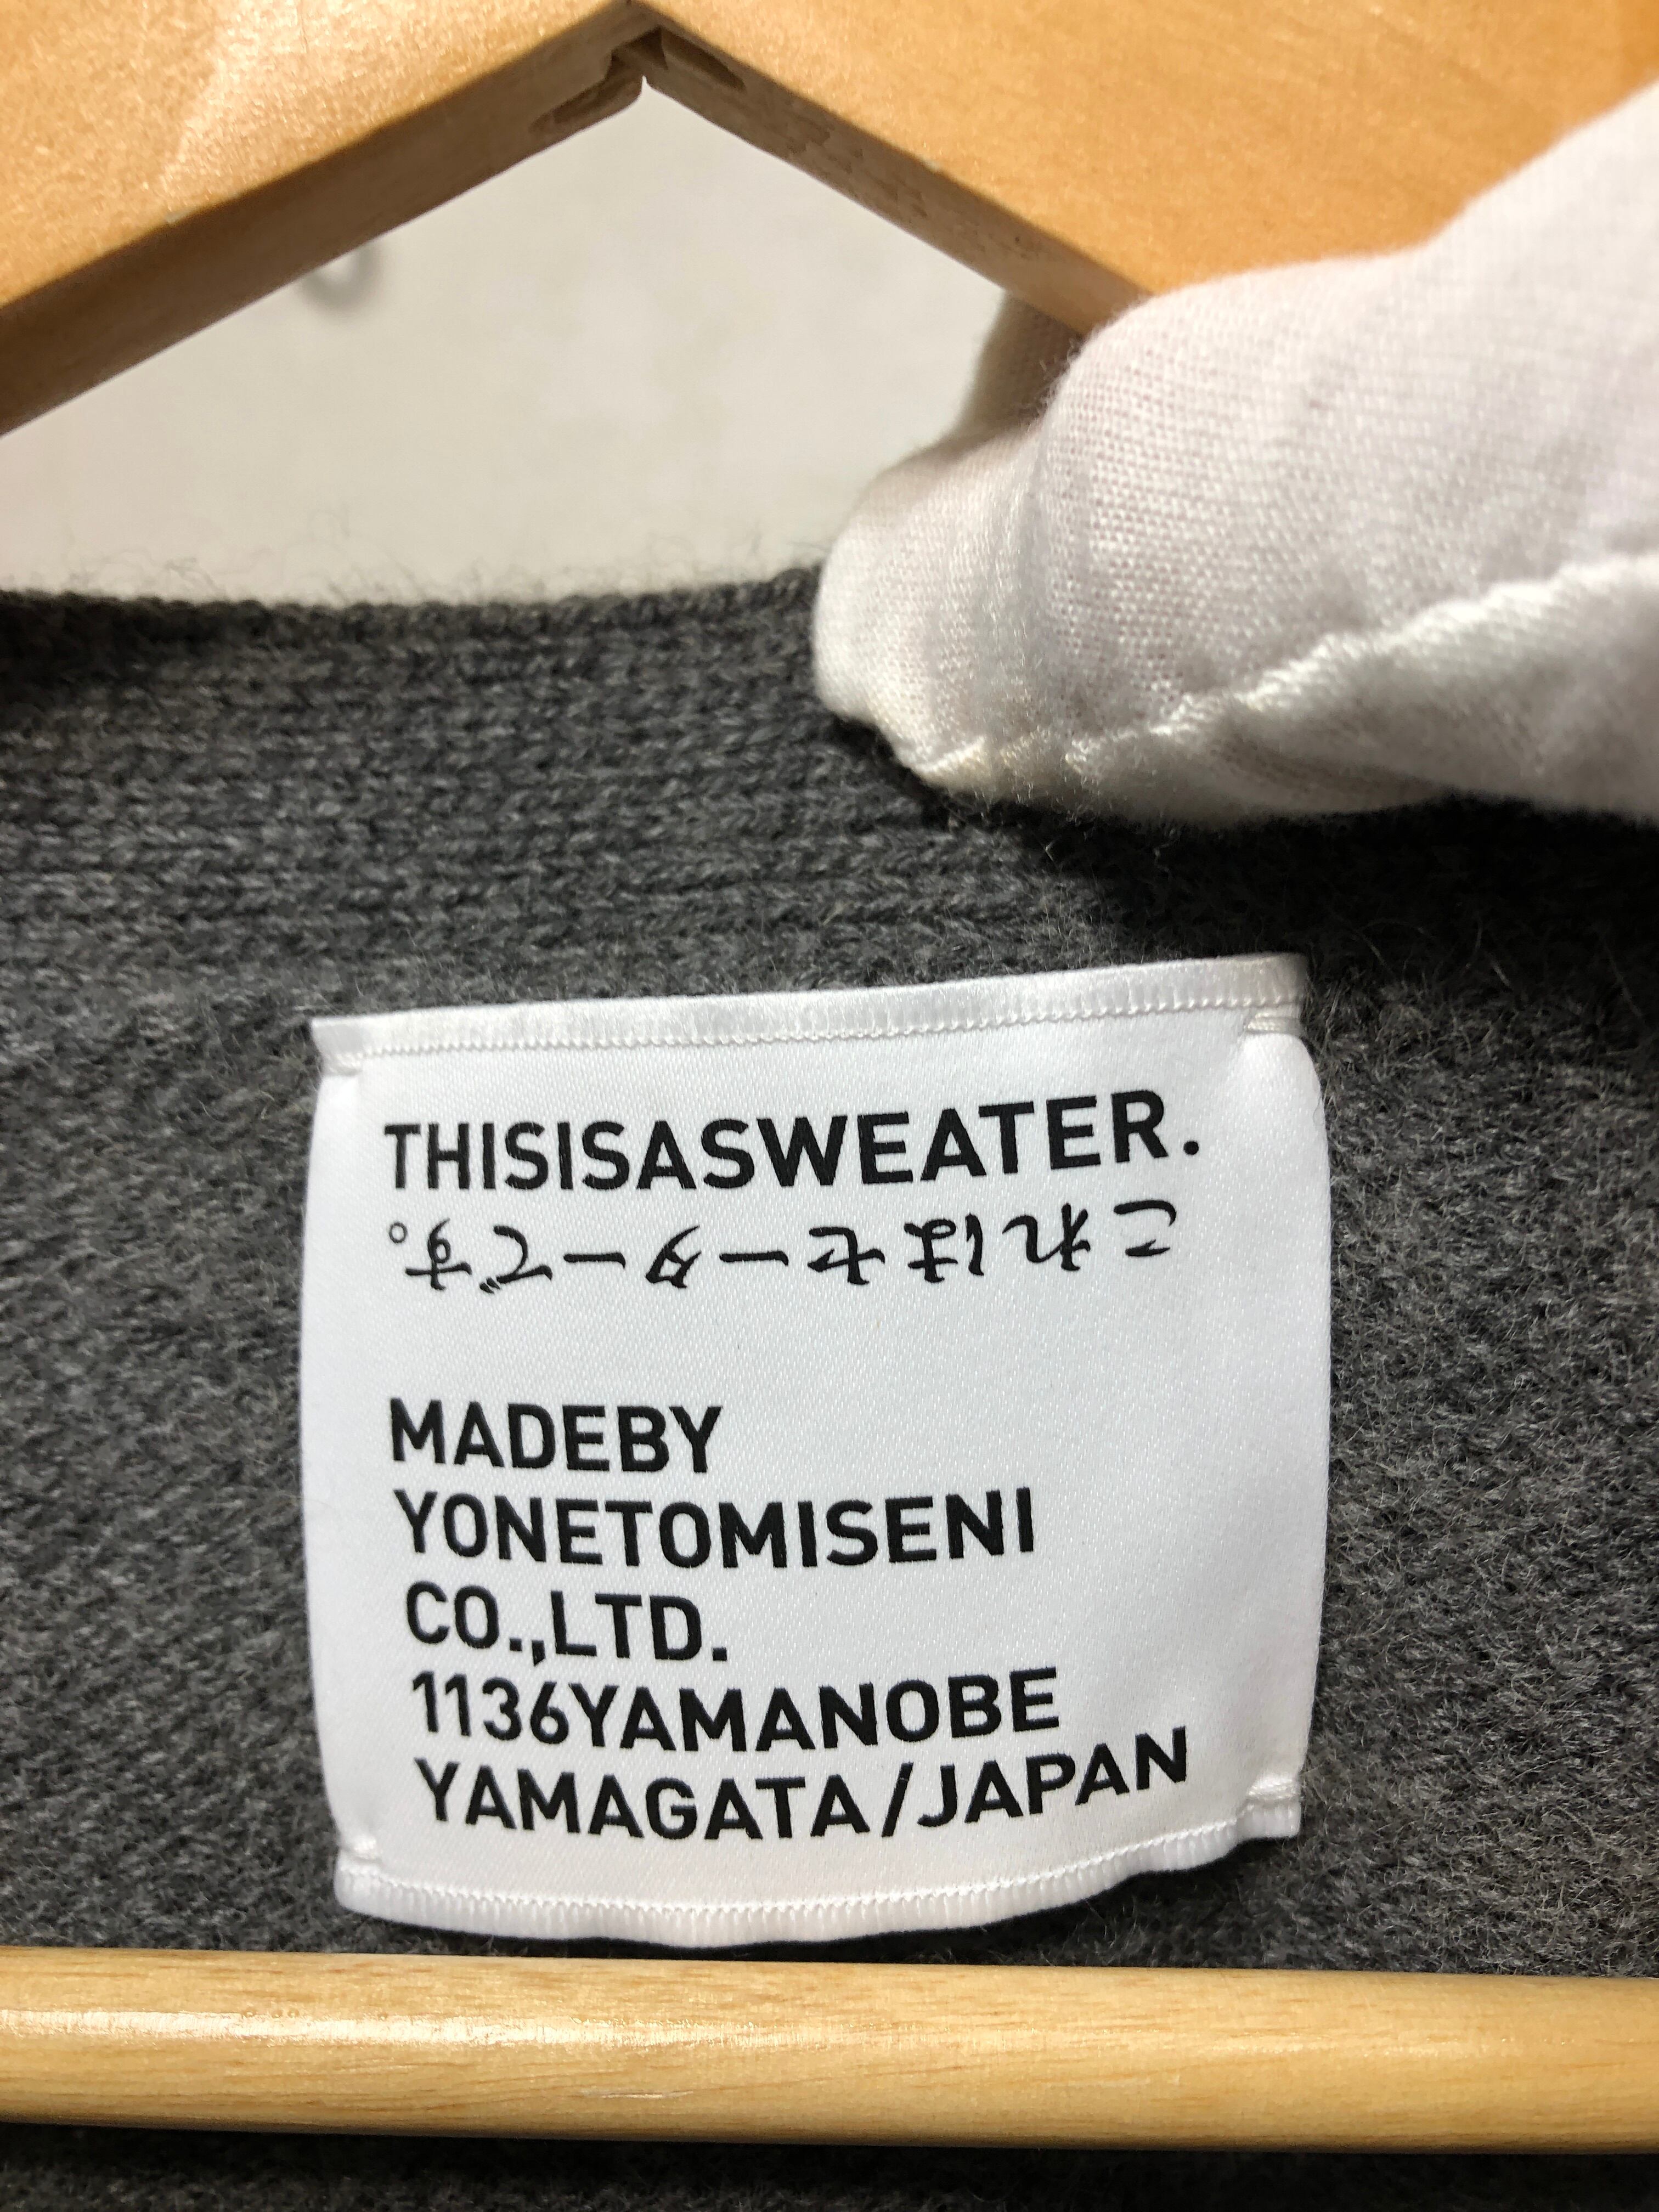 THISISASWEATER.
これはセーターです。
MADEBY
YONETOMISENI
CO.,LTD.
1136YAMANOBE
YAMAGATA/JAPAN